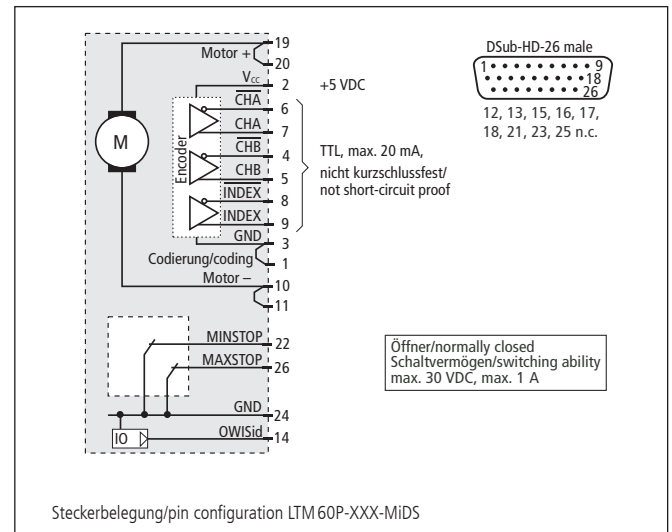 19
Motor +
20
DSub-HD-26 male
1 9
18
26
12, 13, 15, 16, 17,
18, 21, 23, 25 n.c.
Vcc 2 +5 VDC
CHA 6
CHA 7
CHB 4
CHB 5
INDEX 8
INDEX 9
GND 3
M
Encoder
TTL, max. 20 mA,
nicht kurzschlussfest/
not short-circuit proof
Codierung/coding 1
Motor – 10
11
MINSTOP 22
MAXSTOP 26
Öffner/normally closed
Schaltvermögen/switching ability
max. 30 VDC, max. 1 A
GND 24
IO OWISid 14
Steckerbelegung/pin configuration LTM60P-XXX-MiDS